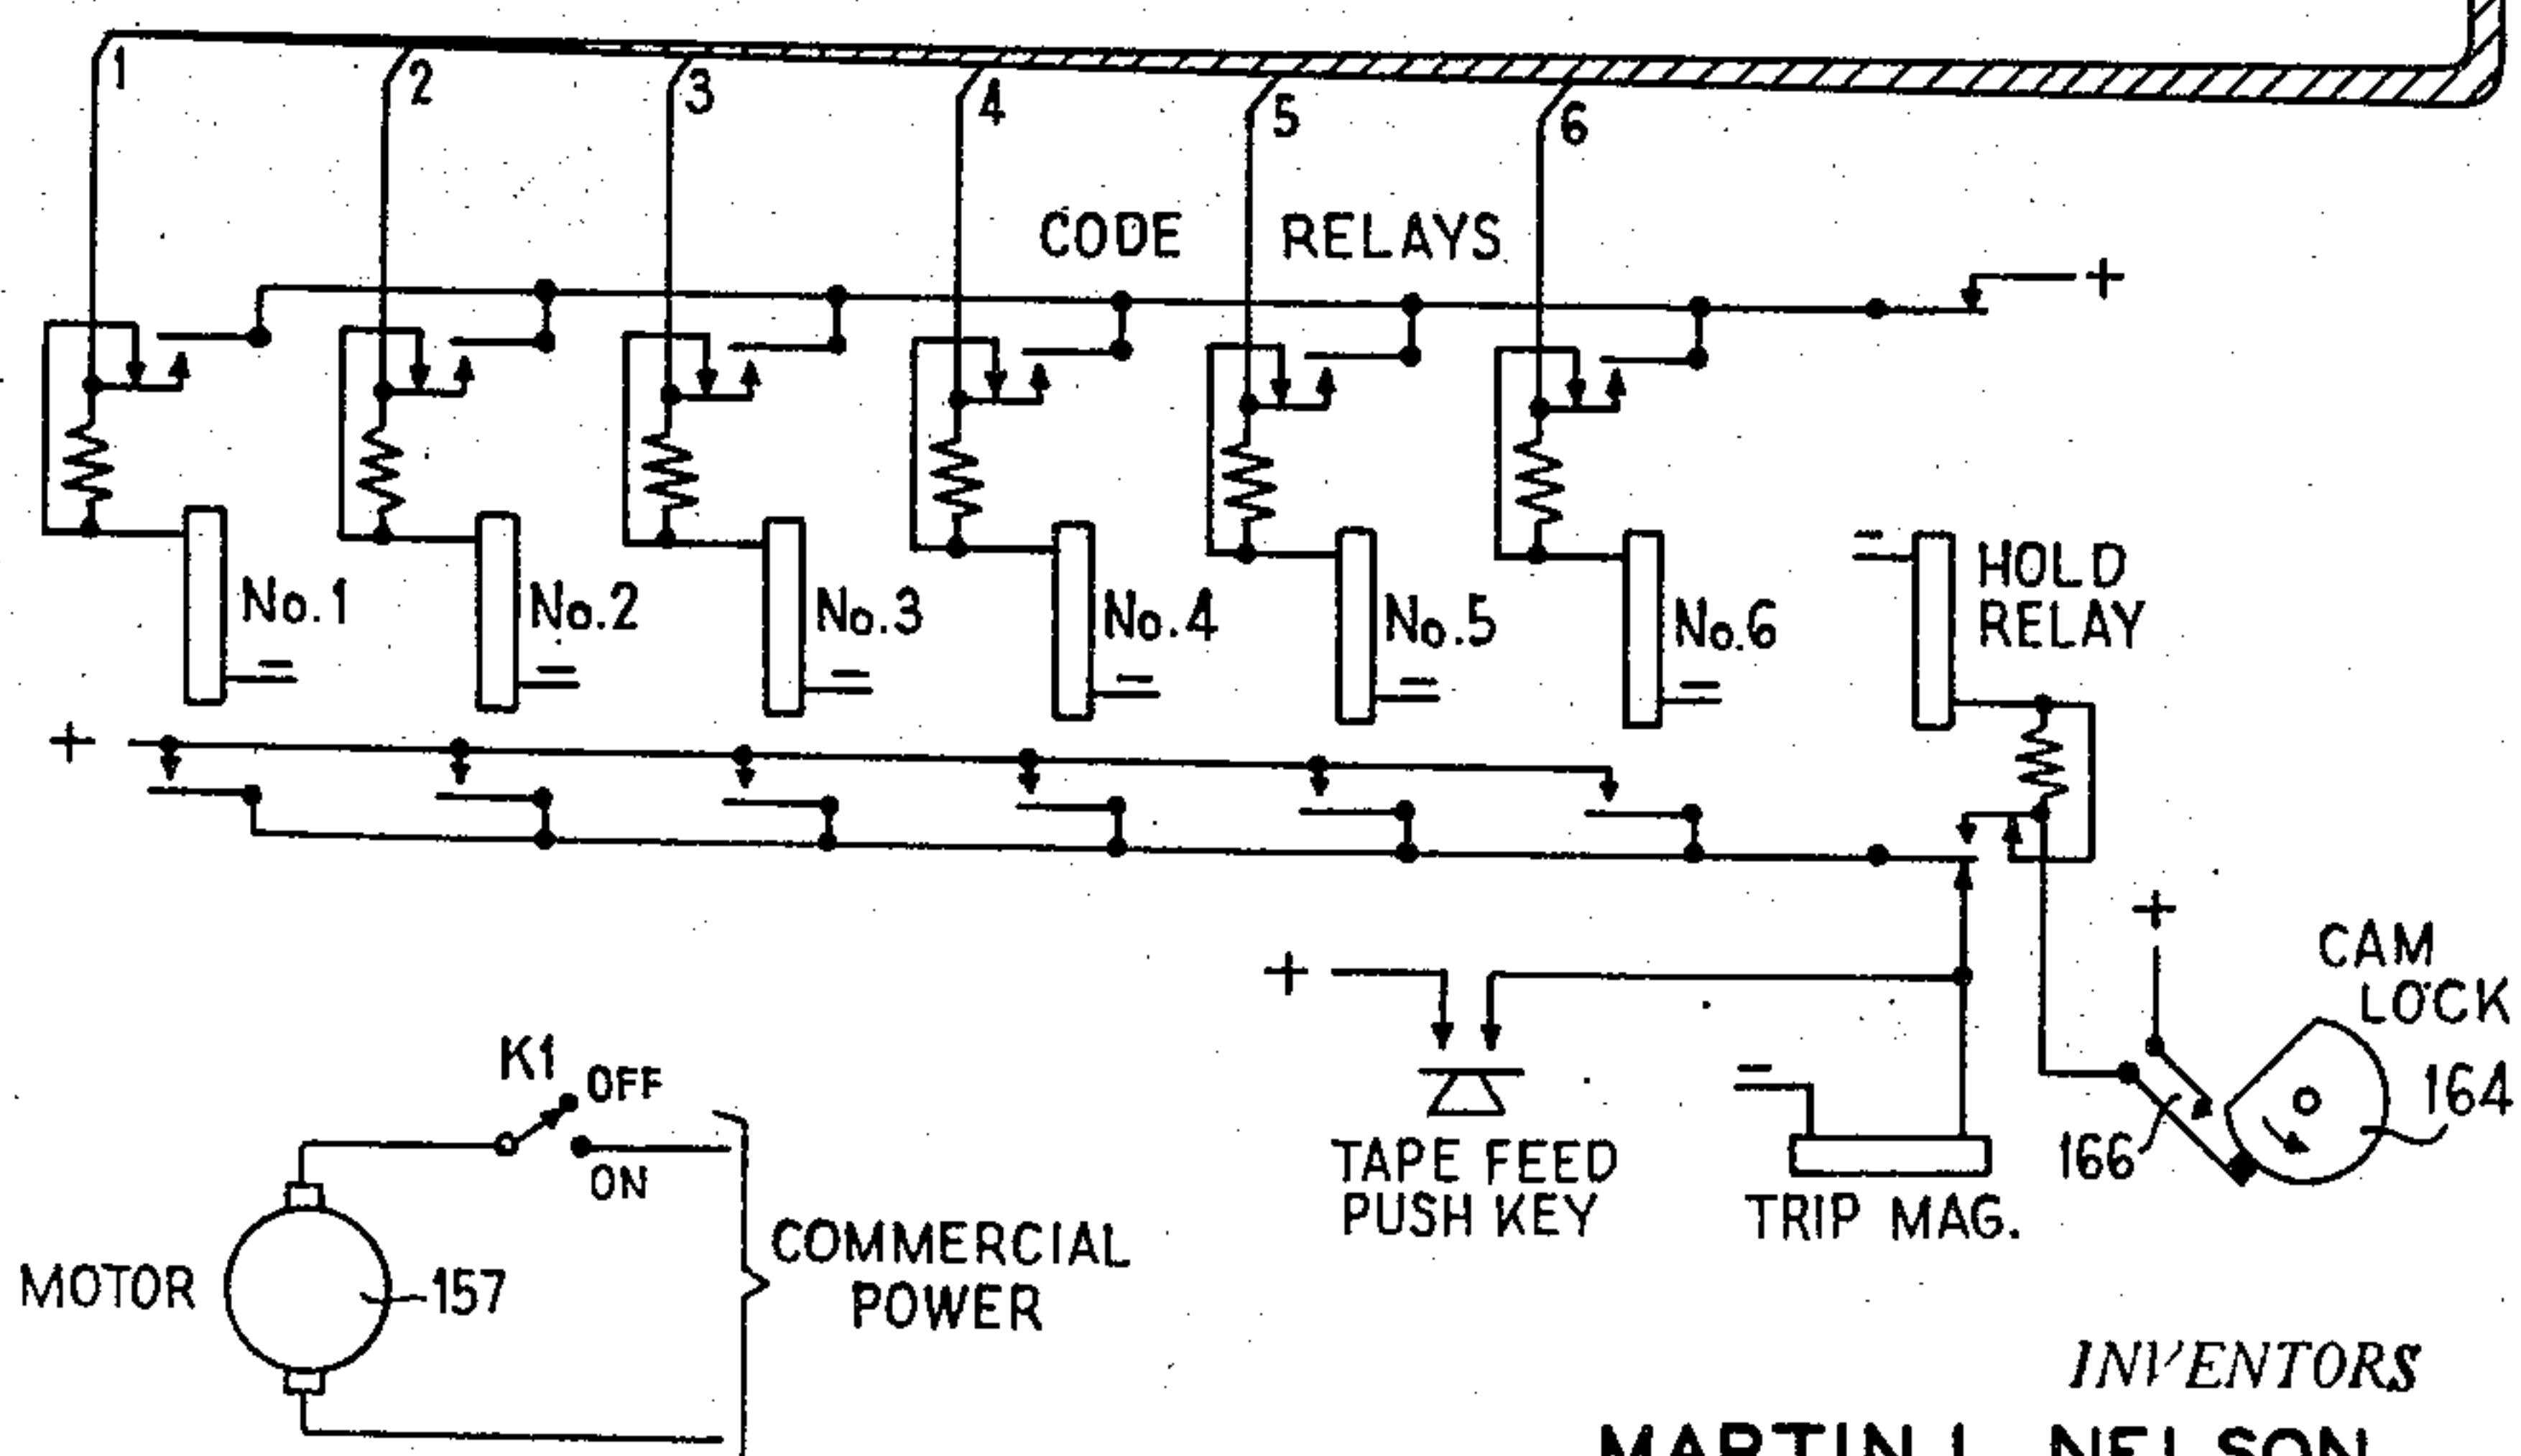 1 2 3 4 5 6
CODE RELAYS
+
No.1 No.2 No.3 No.4 No.5 No.6
HOLD
RELAY
+
+
+
CAM
LOCK
K1
OFF
ON
164
166
TAPE FEED
PUSH KEY
TRIP MAG.
MOTOR
157
COMMERCIAL
POWER
INVENTORS
MARTIN L. NELSON